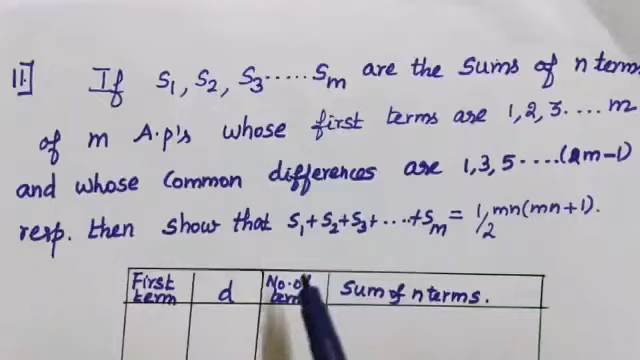 11] If S1, S2, S3 ..... Sm are the sums of n terms
of m A.p's whose first terms are 1, 2, 3 .... m
and whose common differences are 1, 3, 5 ....(2m-1)
resp. then show that S1+S2+S3+....+Sm = 1/2 mn(mn+1).
First term | d | No. of | Sum of n terms.